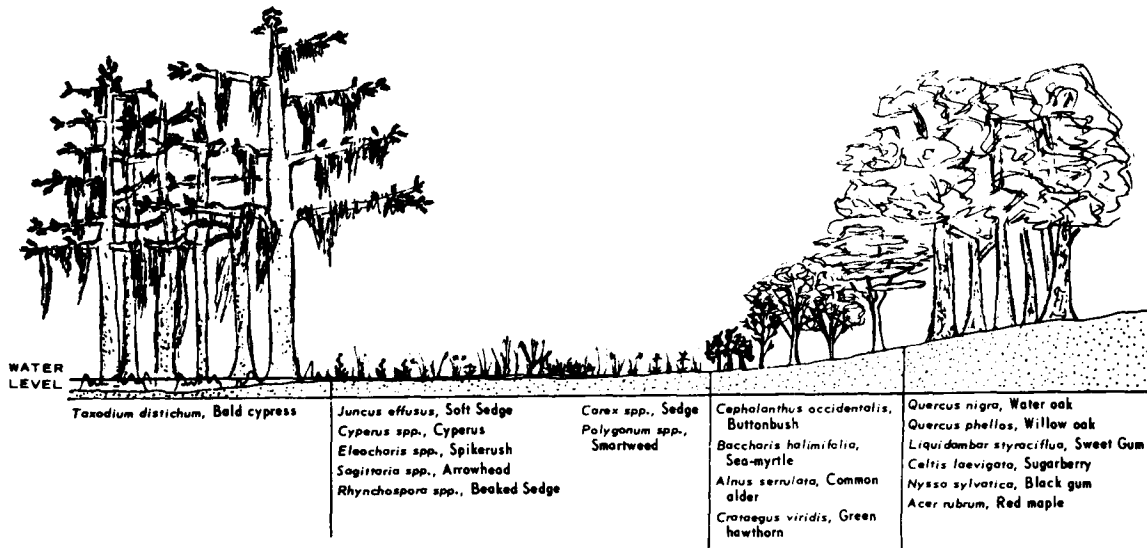 WATER
LEVEL
Taxodium distichum, Bald cypress
Juncus effusus, Soft Sedge
Cyperus spp., Cyperus
Eleocharis spp., Spikerush
Sagittaria spp., Arrowhead
Rhynchospora spp., Beaked Sedge
Carex spp., Sedge
Polygonum spp.,
Smartweed
Cephalanthus occidentalis,
Buttonbush
Baccharis halimifolia,
Sea-myrtle
Alnus serrulata, Common
alder
Crataegus viridis, Green
hawthorn
Quercus nigra, Water oak
Quercus phellos, Willow oak
Liquidambar styraciflua, Sweet Gum
Celtis laevigata, Sugarberry
Nyssa sylvatica, Black gum
Acer rubrum, Red maple